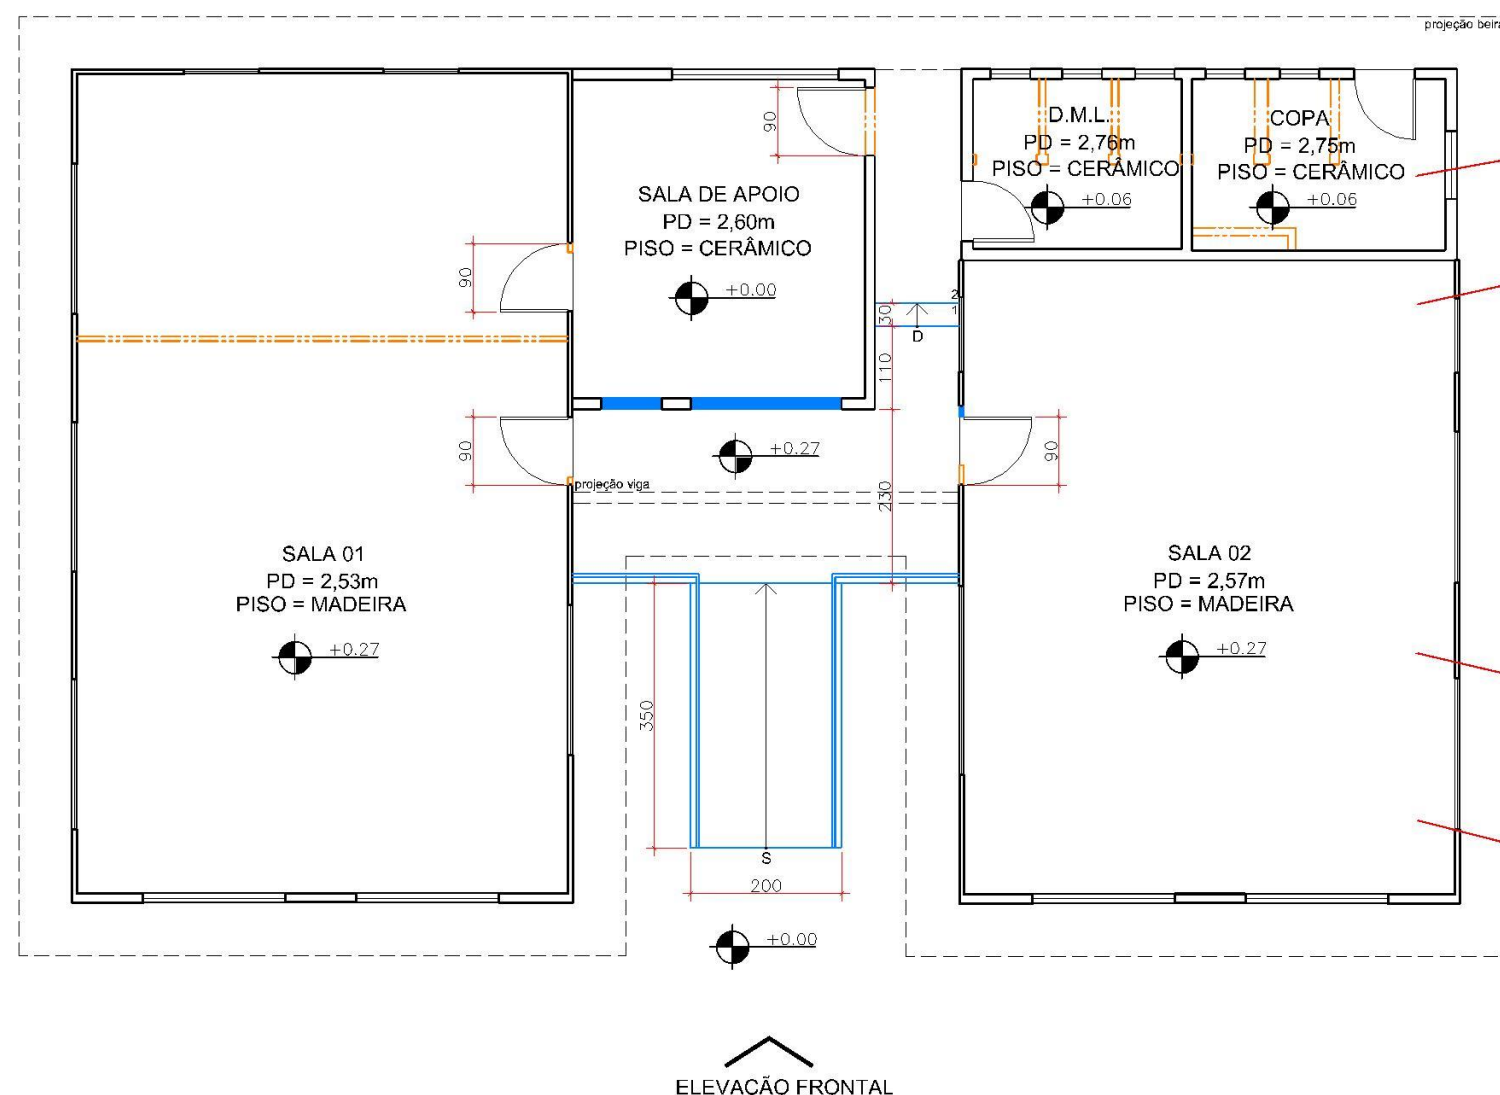 projeção beira
D.M.L.
PD = 2,76m
PISO = CERÂMICO
+0.06
COPA
PD = 2,75m
PISO = CERÂMICO
+0.06
90
SALA DE APOIO
PD = 2,60m
PISO = CERÂMICO
+0.00
90
2
1
30
D
110
90
+0.27
90
projeção viga
230
SALA 01
PD = 2,53m
PISO = MADEIRA
+0.27
SALA 02
PD = 2,57m
PISO = MADEIRA
+0.27
350
S
200
+0.00
ELEVAÇÃO FRONTAL